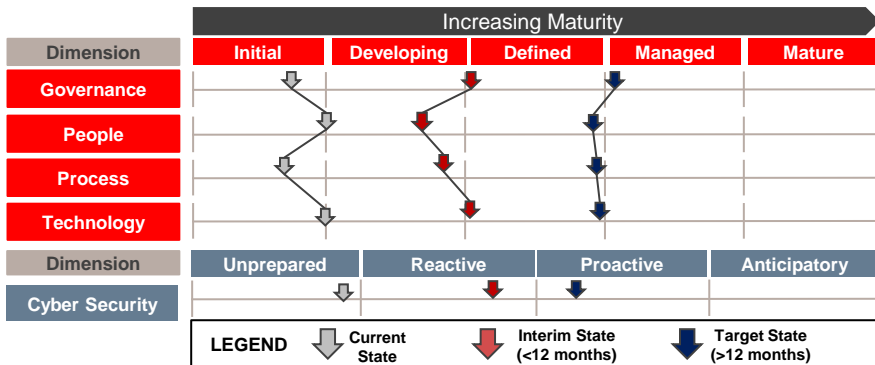 Increasing Maturity
Dimension Initial Developing Defined Managed Mature
Governance
People
Process
Technology
Dimension Unprepared Reactive Proactive Anticipatory
Cyber Security
LEGEND Current State Interim State (<12 months) Target State (>12 months)